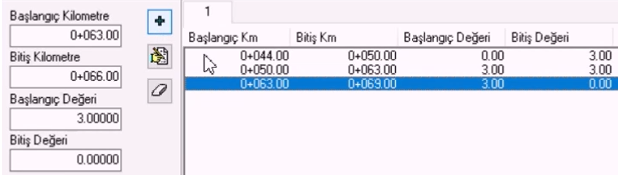 Başlangıç Kilometre
0+063.00
Bitiş Kilometre
0+066.00
Başlangıç Değeri
3.00000
Bitiş Değeri
0.00000
1
Başlangıç Km Bitiş Km Başlangıç Değeri Bitiş Değeri
0+044.00 0+050.00 0.00 3.00
0+050.00 0+063.00 3.00 3.00
0+063.00 0+069.00 3.00 0.00